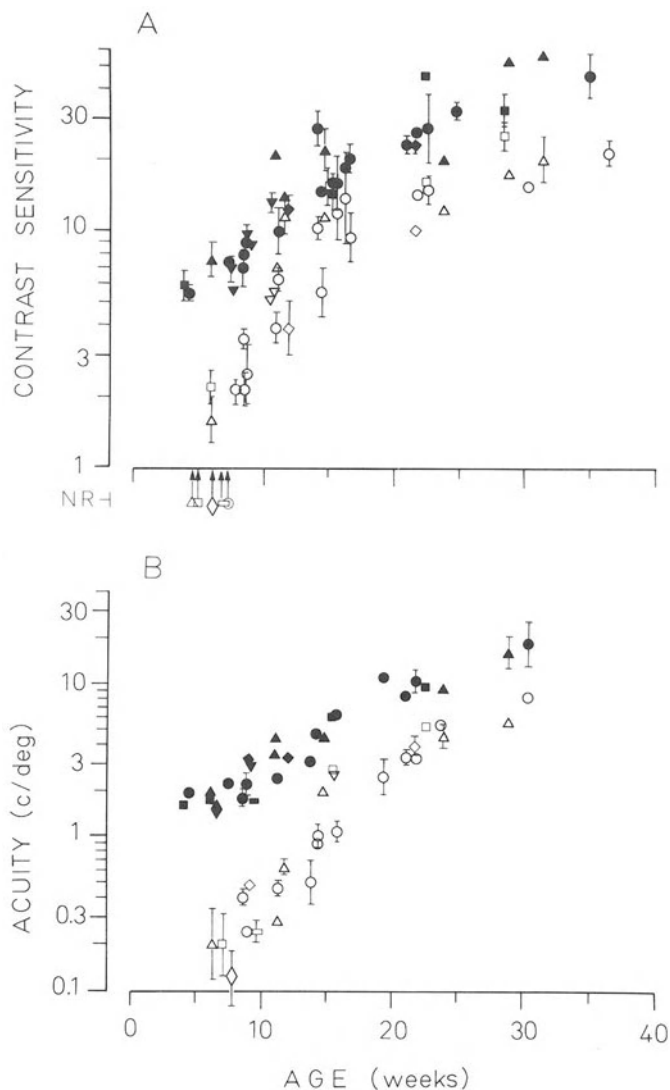 A
CONTRAST SENSITIVITY
30
10
3
1
NRH
B
ACUITY (c/deg)
30
10
3
1
0.3
0.1
0 10 20 30 40
AGE (weeks)